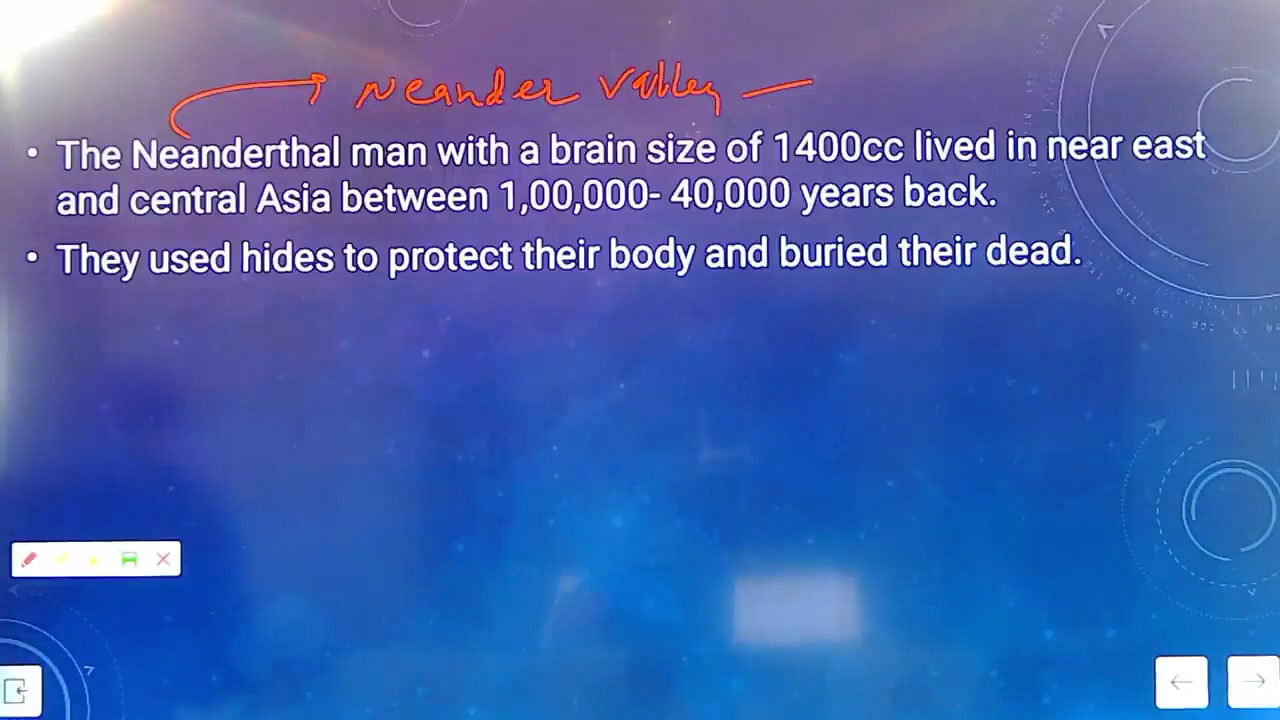 Neander Valley —
• The Neanderthal man with a brain size of 1400cc lived in near east
and central Asia between 1,00,000- 40,000 years back.
• They used hides to protect their body and buried their dead.